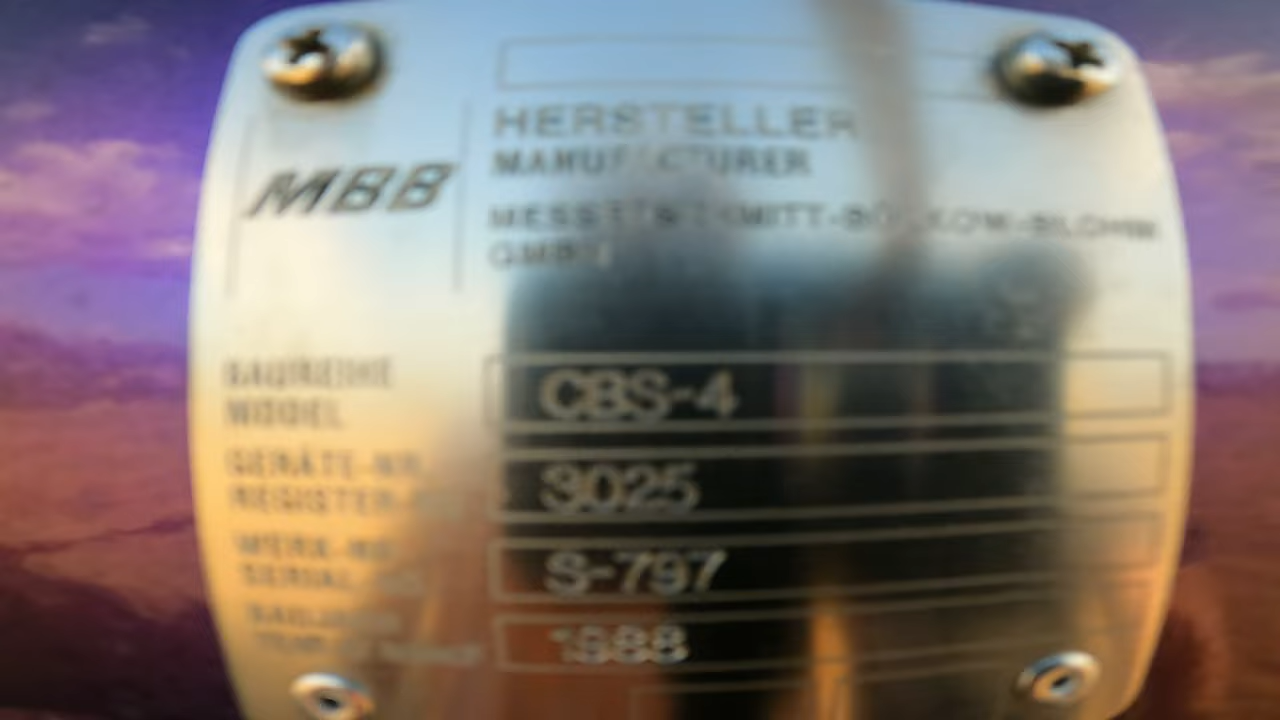 HERSTELLER
MANUFACTURER
MBB
MESSERSCHMITT-BÖLKOW-BLOHM
GMBH
BAUREIHE
MODEL
CBS-4
GERÄTE-NR.
REGISTER-
3025
WERK-NR.
SERIAL
S-797
1988